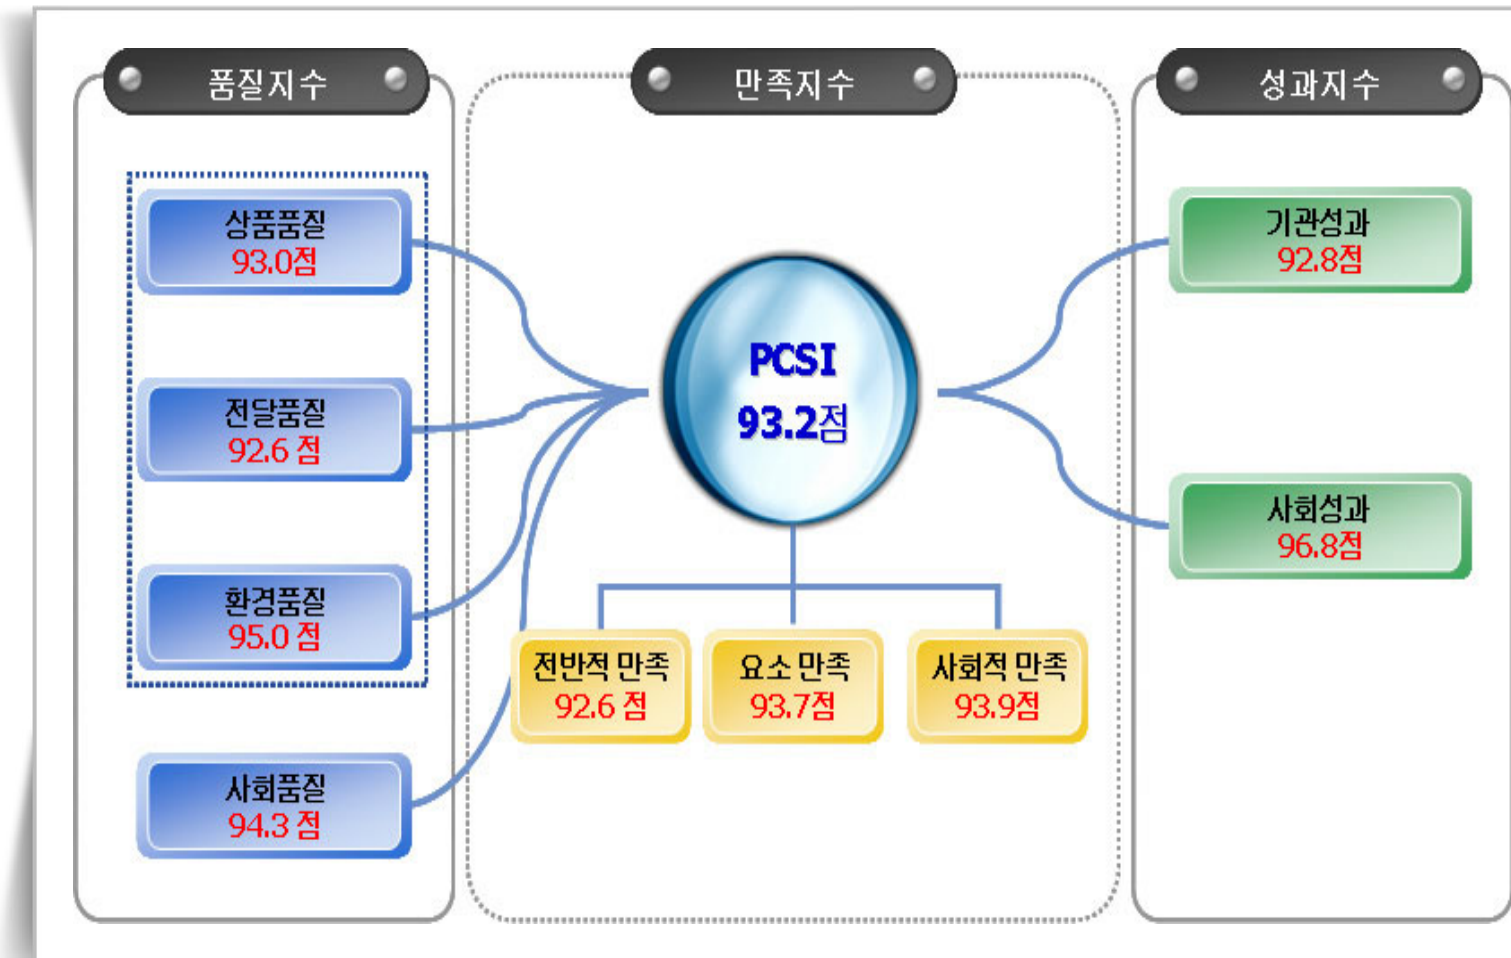 품질지수
만족지수
성과지수
상품품질
93.0점
전달품질
92.6 점
환경품질
95.0 점
사회품질
94.3 점
PCSI
93.2점
전반적 만족
92.6 점
요소 만족
93.7점
사회적 만족
93.9점
기관성과
92.8점
사회성과
96.8점